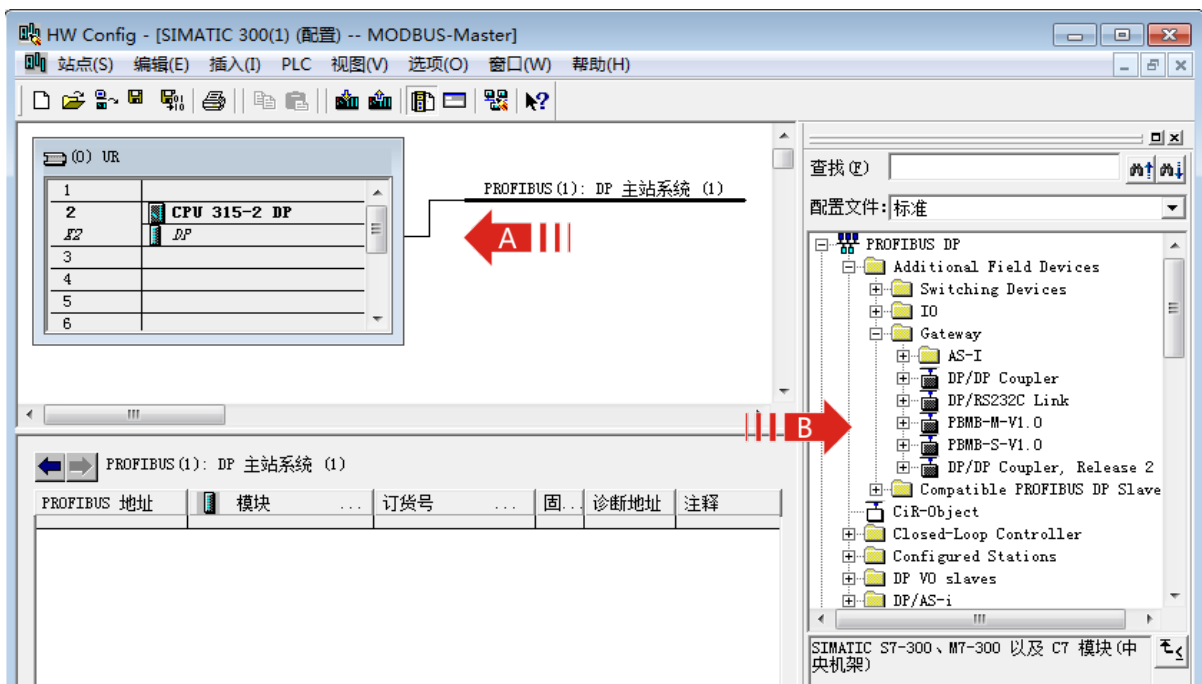 HW Config - [SIMATIC 300(1) (配置) -- MODBUS-Master]
站点(S) 编辑(E) 插入(I) PLC 视图(V) 选项(O) 窗口(W) 帮助(H)
(0) UR
1
2 CPU 315-2 DP
X2 DP
3
4
5
6
PROFIBUS(1): DP 主站系统 (1)
A
B
PROFIBUS(1): DP 主站系统 (1)
PROFIBUS 地址 模块 ... 订货号 ... 固... 诊断地址 注释
查找(F)
配置文件: 标准
PROFIBUS DP
Additional Field Devices
Switching Devices
IO
Gateway
AS-I
DP/DP Coupler
DP/RS232C Link
PBMB-M-V1.0
PBMB-S-V1.0
DP/DP Coupler, Release 2
Compatible PROFIBUS DP Slave
CiR-Object
Closed-Loop Controller
Configured Stations
DP V0 slaves
DP/AS-i
SIMATIC S7-300、M7-300 以及 C7 模块(中
央机架)